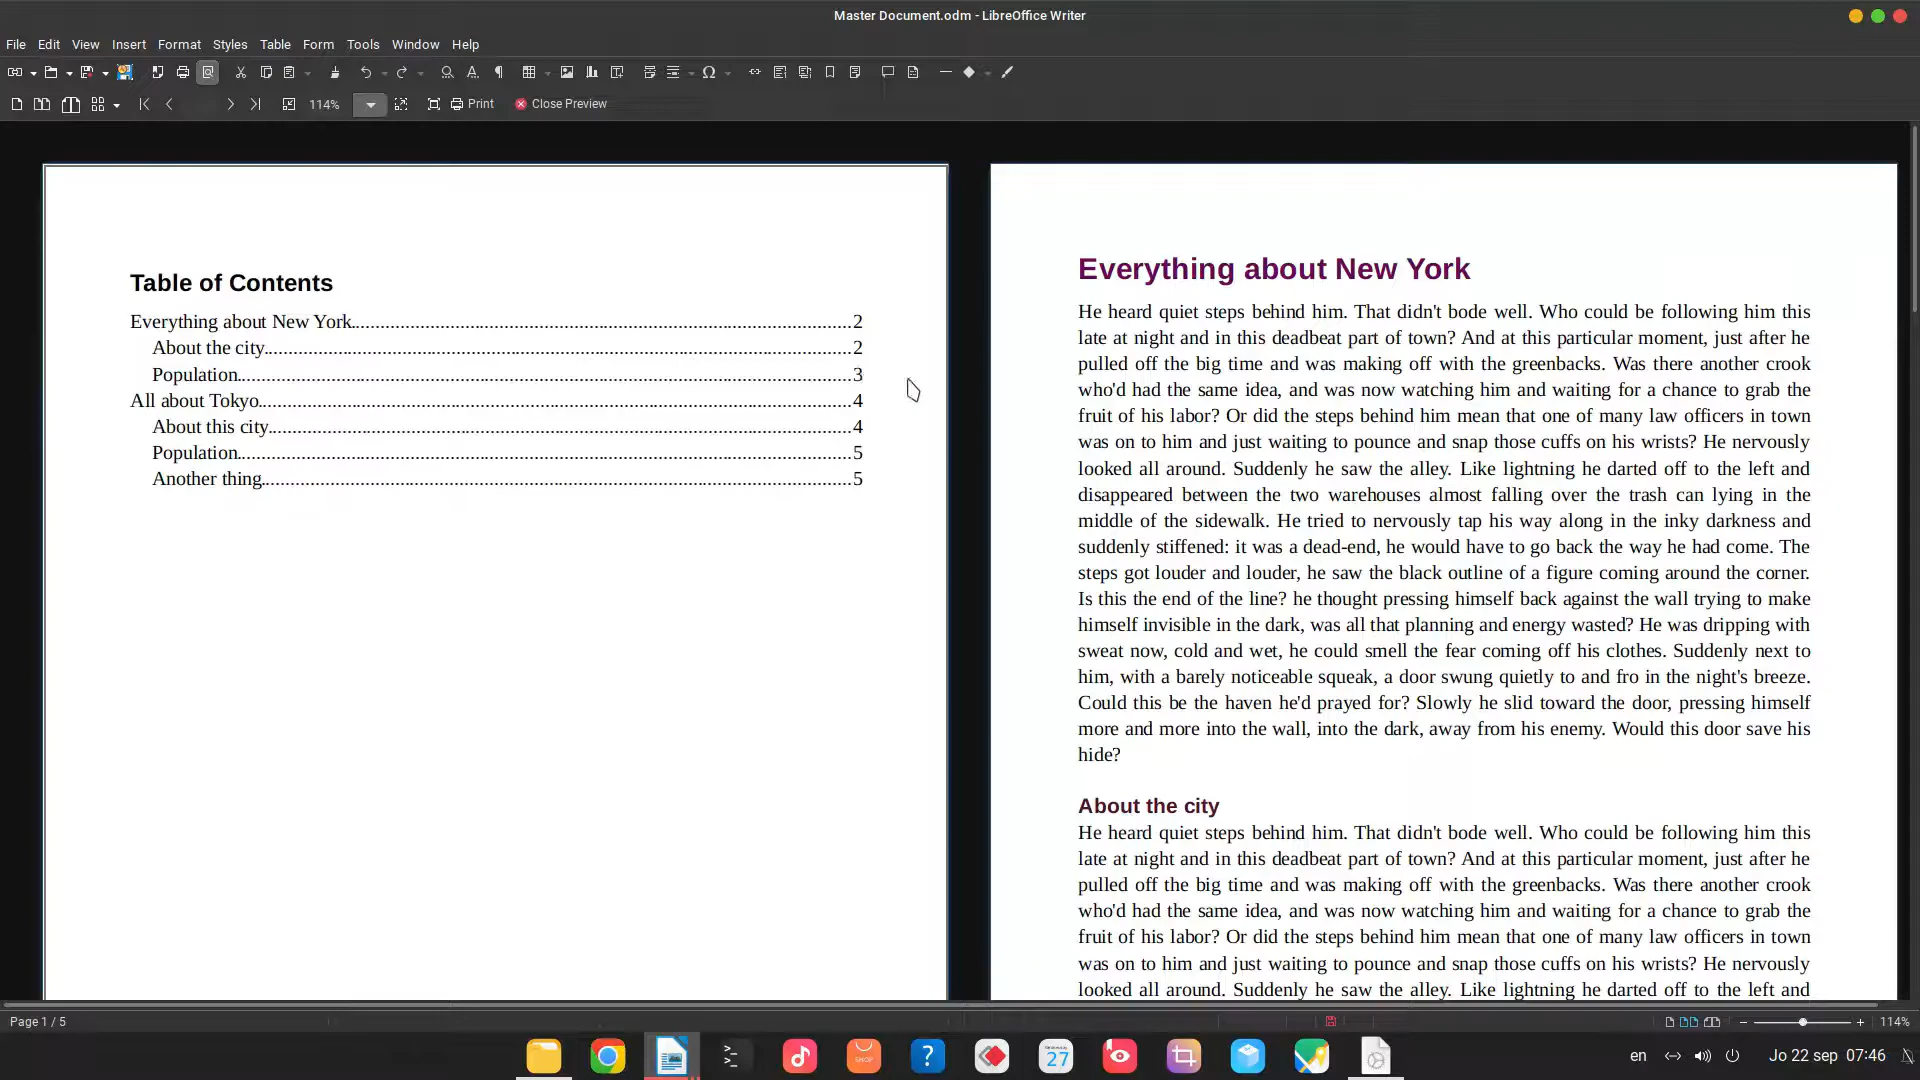 Master Document.odm - LibreOffice Writer
File Edit View Insert Format Styles Table Form Tools Window Help
114% Print Close Preview
Table of Contents
Everything about New York 2
About the city 2
Population 3
All about Tokyo 4
About this city 4
Population 5
Another thing 5
Everything about New York
He heard quiet steps behind him. That didn't bode well. Who could be following him this
late at night and in this deadbeat part of town? And at this particular moment, just after he
pulled off the big time and was making off with the greenbacks. Was there another crook
who'd had the same idea, and was now watching him and waiting for a chance to grab the
fruit of his labor? Or did the steps behind him mean that one of many law officers in town
was on to him and just waiting to pounce and snap those cuffs on his wrists? He nervously
looked all around. Suddenly he saw the alley. Like lightning he darted off to the left and
disappeared between the two warehouses almost falling over the trash can lying in the
middle of the sidewalk. He tried to nervously tap his way along in the inky darkness and
suddenly stiffened: it was a dead-end, he would have to go back the way he had come. The
steps got louder and louder, he saw the black outline of a figure coming around the corner.
Is this the end of the line? he thought pressing himself back against the wall trying to make
himself invisible in the dark, was all that planning and energy wasted? He was dripping with
sweat now, cold and wet, he could smell the fear coming off his clothes. Suddenly next to
him, with a barely noticeable squeak, a door swung quietly to and fro in the night's breeze.
Could this be the haven he'd prayed for? Slowly he slid toward the door, pressing himself
more and more into the wall, into the dark, away from his enemy. Would this door save his
hide?
About the city
He heard quiet steps behind him. That didn't bode well. Who could be following him this
late at night and in this deadbeat part of town? And at this particular moment, just after he
pulled off the big time and was making off with the greenbacks. Was there another crook
who'd had the same idea, and was now watching him and waiting for a chance to grab the
fruit of his labor? Or did the steps behind him mean that one of many law officers in town
was on to him and just waiting to pounce and snap those cuffs on his wrists? He nervously
looked all around. Suddenly he saw the alley. Like lightning he darted off to the left and
Page 1 / 5 114%
SHOP 27 en Jo 22 sep 07:46